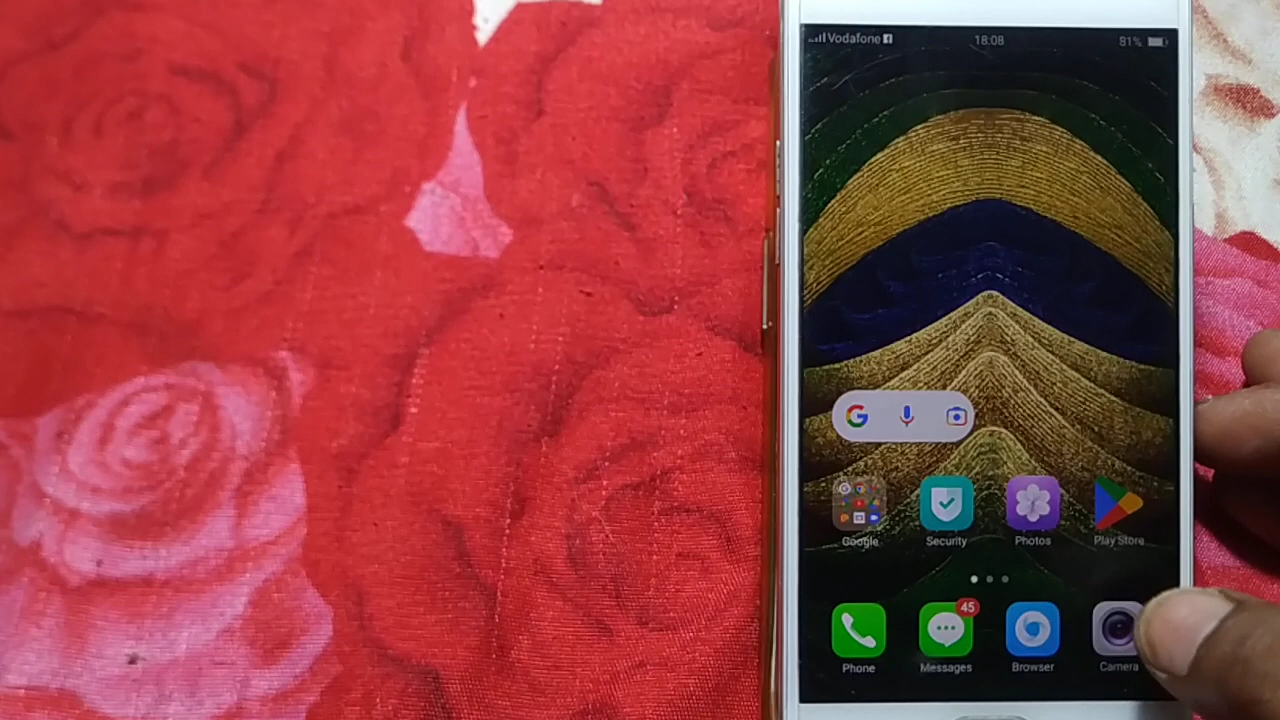 Vodafone
18:08
81%
Google
Security
Photos
Play Store
45
Phone
Messages
Browser
Camera